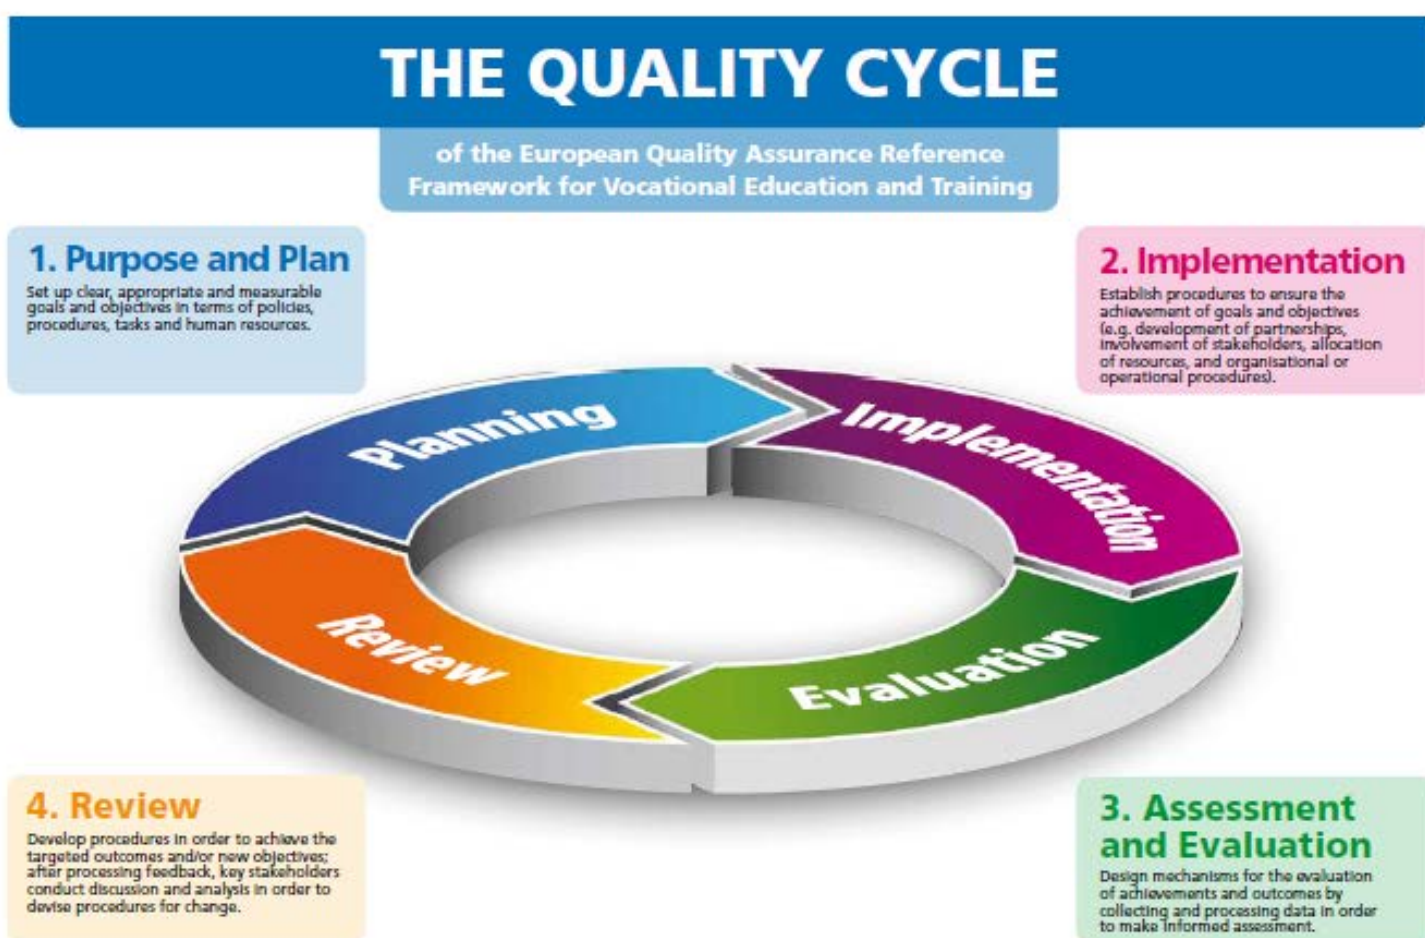 THE QUALITY CYCLE
of the European Quality Assurance Reference
Framework for Vocational Education and Training
1. Purpose and Plan
Set up clear, appropriate and measurable
goals and objectives in terms of policies,
procedures, tasks and human resources.
2. Implementation
Establish procedures to ensure the
achievement of goals and objectives
(e.g. development of partnerships,
involvement of stakeholders, allocation
of resources, and organisational or
operational procedures).
Planning
Implementation
Review
Evaluation
4. Review
Develop procedures in order to achieve the
targeted outcomes and/or new objectives;
after processing feedback, key stakeholders
conduct discussion and analysis in order to
devise procedures for change.
3. Assessment
and Evaluation
Design mechanisms for the evaluation
of achievements and outcomes by
collecting and processing data in order
to make informed assessment.